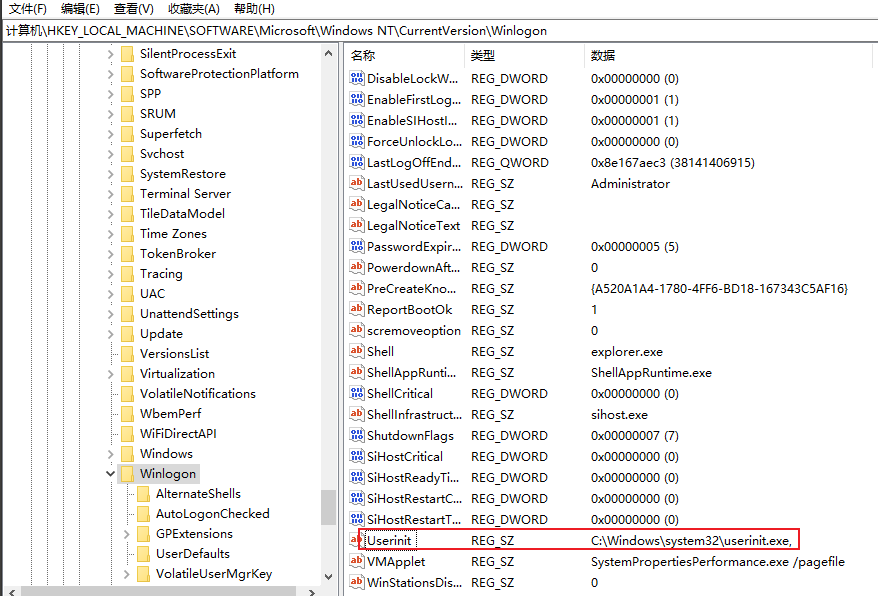 文件(F) 编辑(E) 查看(V) 收藏夹(A) 帮助(H)
计算机\HKEY_LOCAL_MACHINE\SOFTWARE\Microsoft\Windows NT\CurrentVersion\Winlogon
SilentProcessExit
SoftwareProtectionPlatform
SPP
SRUM
Superfetch
Svchost
SystemRestore
Terminal Server
TileDataModel
Time Zones
TokenBroker
Tracing
UAC
UnattendSettings
Update
VersionsList
Virtualization
VolatileNotifications
WbemPerf
WiFiDirectAPI
Windows
Winlogon
AlternateShells
AutoLogonChecked
GPExtensions
UserDefaults
VolatileUserMgrKey
名称 类型 数据
DisableLockW... REG_DWORD 0x00000000 (0)
EnableFirstLog... REG_DWORD 0x00000001 (1)
EnableSIHostI... REG_DWORD 0x00000001 (1)
ForceUnlockLo... REG_DWORD 0x00000000 (0)
LastLogOffEnd... REG_QWORD 0x8e167aec3 (38141406915)
LastUsedUsern... REG_SZ Administrator
LegalNoticeCa... REG_SZ
LegalNoticeText REG_SZ
PasswordExpir... REG_DWORD 0x00000005 (5)
PowerdownAft... REG_SZ 0
PreCreateKno... REG_SZ {A520A1A4-1780-4FF6-BD18-167343C5AF16}
ReportBootOk REG_SZ 1
scremoveoption REG_SZ 0
Shell REG_SZ explorer.exe
ShellAppRunti... REG_SZ ShellAppRuntime.exe
ShellCritical REG_DWORD 0x00000000 (0)
ShellInfrastruct... REG_SZ sihost.exe
ShutdownFlags REG_DWORD 0x00000007 (7)
SiHostCritical REG_DWORD 0x00000000 (0)
SiHostReadyTi... REG_DWORD 0x00000000 (0)
SiHostRestartC... REG_DWORD 0x00000000 (0)
SiHostRestartT... REG_DWORD 0x00000000 (0)
Userinit REG_SZ C:\Windows\system32\userinit.exe,
VMApplet REG_SZ SystemPropertiesPerformance.exe /pagefile
WinStationsDis... REG_SZ 0